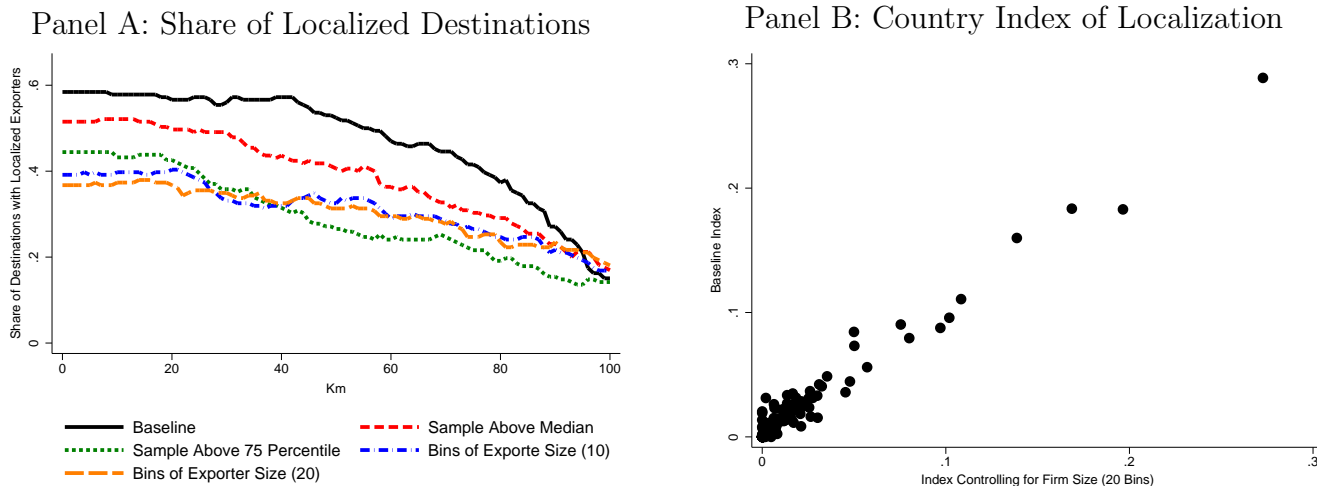 Panel A: Share of Localized Destinations
Share of Destinations with Localized Exporters
.6
.4
.2
0
0 20 40 60 80 100
Km
Baseline Sample Above Median
Sample Above 75 Percentile Bins of Exporte Size (10)
Bins of Exporter Size (20)
Panel B: Country Index of Localization
Baseline Index
.3
.2
.1
0
0 .1 .2 .3
Index Controlling for Firm Size (20 Bins)